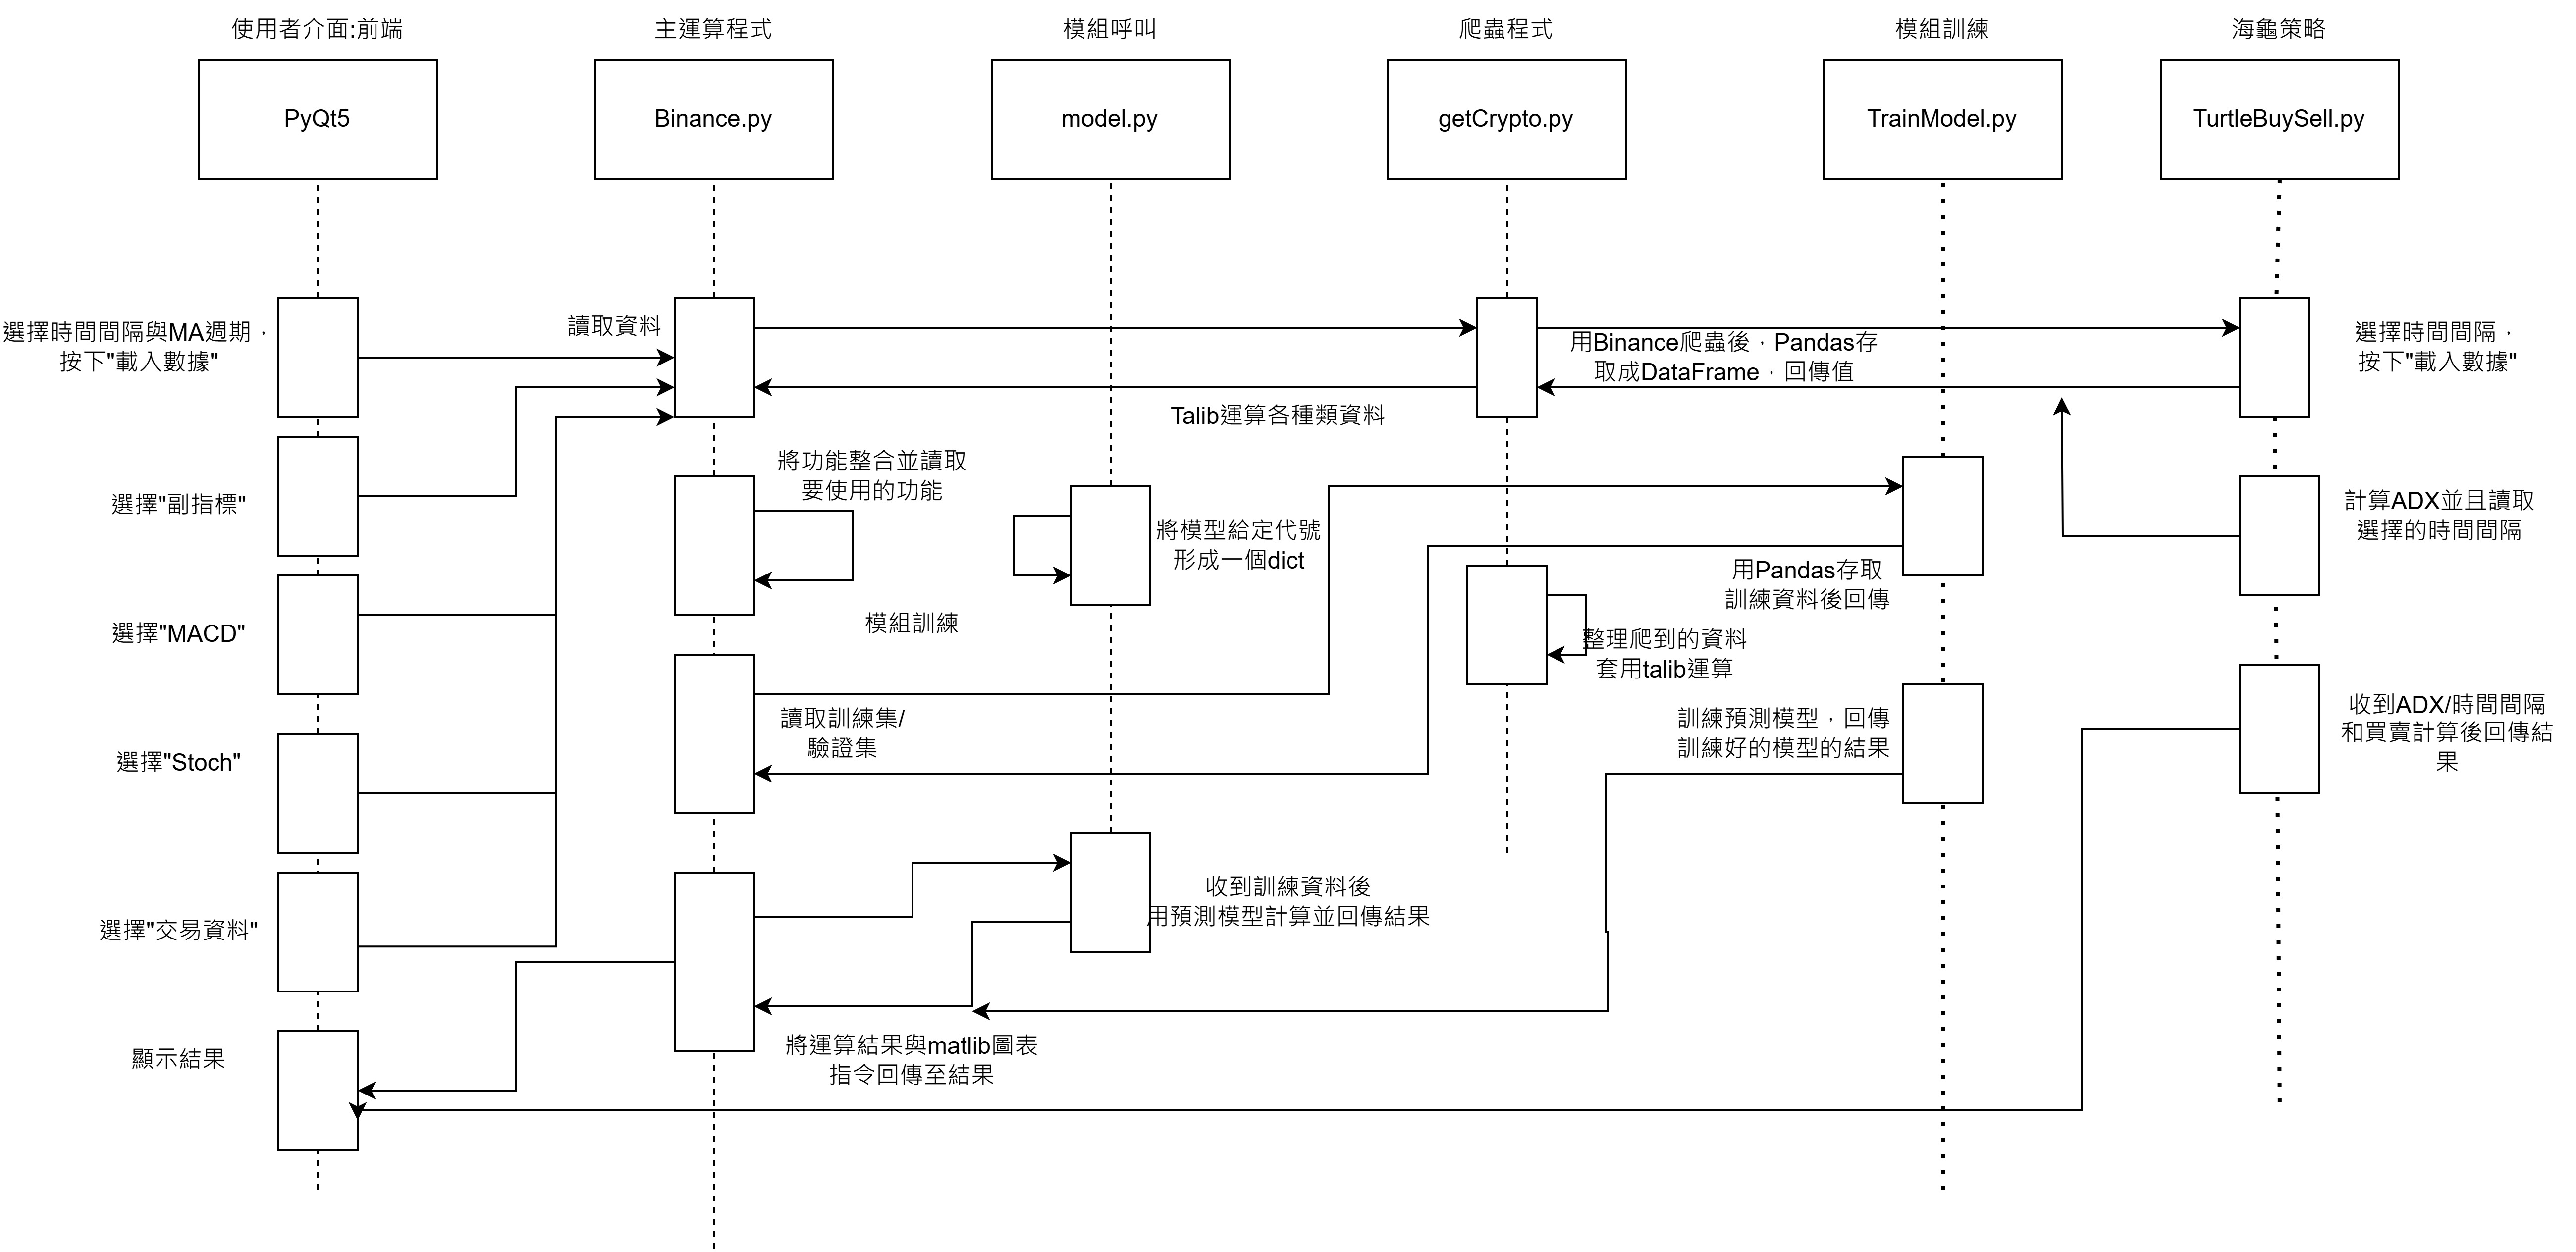 使用者介面:前端
主運算程式
模組呼叫
爬蟲程式
模組訓練
海龜策略
PyQt5
Binance.py
model.py
getCrypto.py
TrainModel.py
TurtleBuySell.py
選擇時間間隔與MA週期，
按下"載入數據"
讀取資料
用Binance爬蟲後，Pandas存
取成DataFrame，回傳值
選擇時間間隔，
按下"載入數據"
Talib運算各種類資料
將功能整合並讀取
要使用的功能
選擇"副指標"
將模型給定代號
形成一個dict
計算ADX並且讀取
選擇的時間間隔
用Pandas存取
訓練資料後回傳
選擇"MACD"
模組訓練
整理爬到的資料
套用talib運算
讀取訓練集/
驗證集
訓練預測模型，回傳
訓練好的模型的結果
收到ADX/時間間隔
和買賣計算後回傳結
果
選擇"Stoch"
收到訓練資料後
用預測模型計算並回傳結果
選擇"交易資料"
將運算結果與matlib圖表
指令回傳至結果
顯示結果